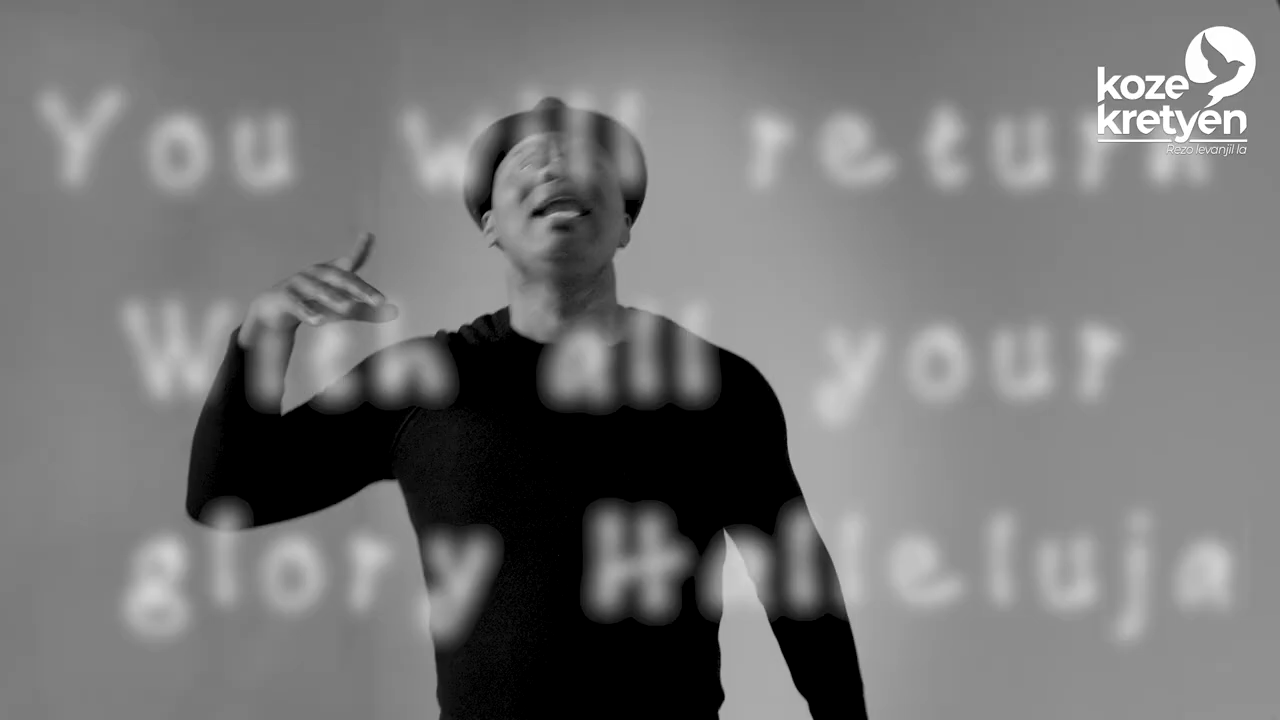 You will return
With all your
glory Halleluja
koze
kretyen
Rezo levanjil la